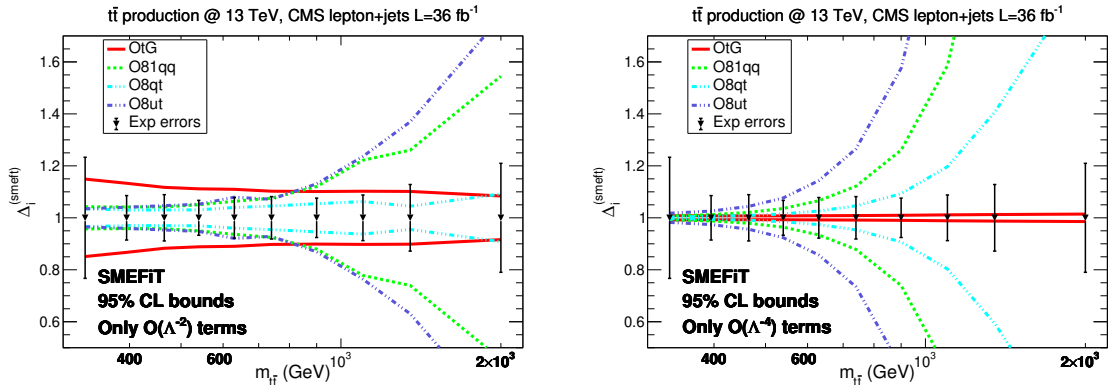 tt̄ production @ 13 TeV, CMS lepton+jets L=36 fb⁻¹
Δᵢ⁽ˢᵐᵉᶠᵗ⁾
1.6
1.4
1.2
1
0.8
0.6
OtG
O81qq
O8qt
O8ut
Exp errors
SMEFiT
95% CL bounds
Only O(Λ⁻²) terms
400 600 10³ 2×10³
m_tt̄ (GeV)
tt̄ production @ 13 TeV, CMS lepton+jets L=36 fb⁻¹
Δᵢ⁽ˢᵐᵉᶠᵗ⁾
1.6
1.4
1.2
1
0.8
0.6
OtG
O81qq
O8qt
O8ut
Exp errors
SMEFiT
95% CL bounds
Only O(Λ⁻⁴) terms
400 600 10³ 2×10³
m_tt̄ (GeV)